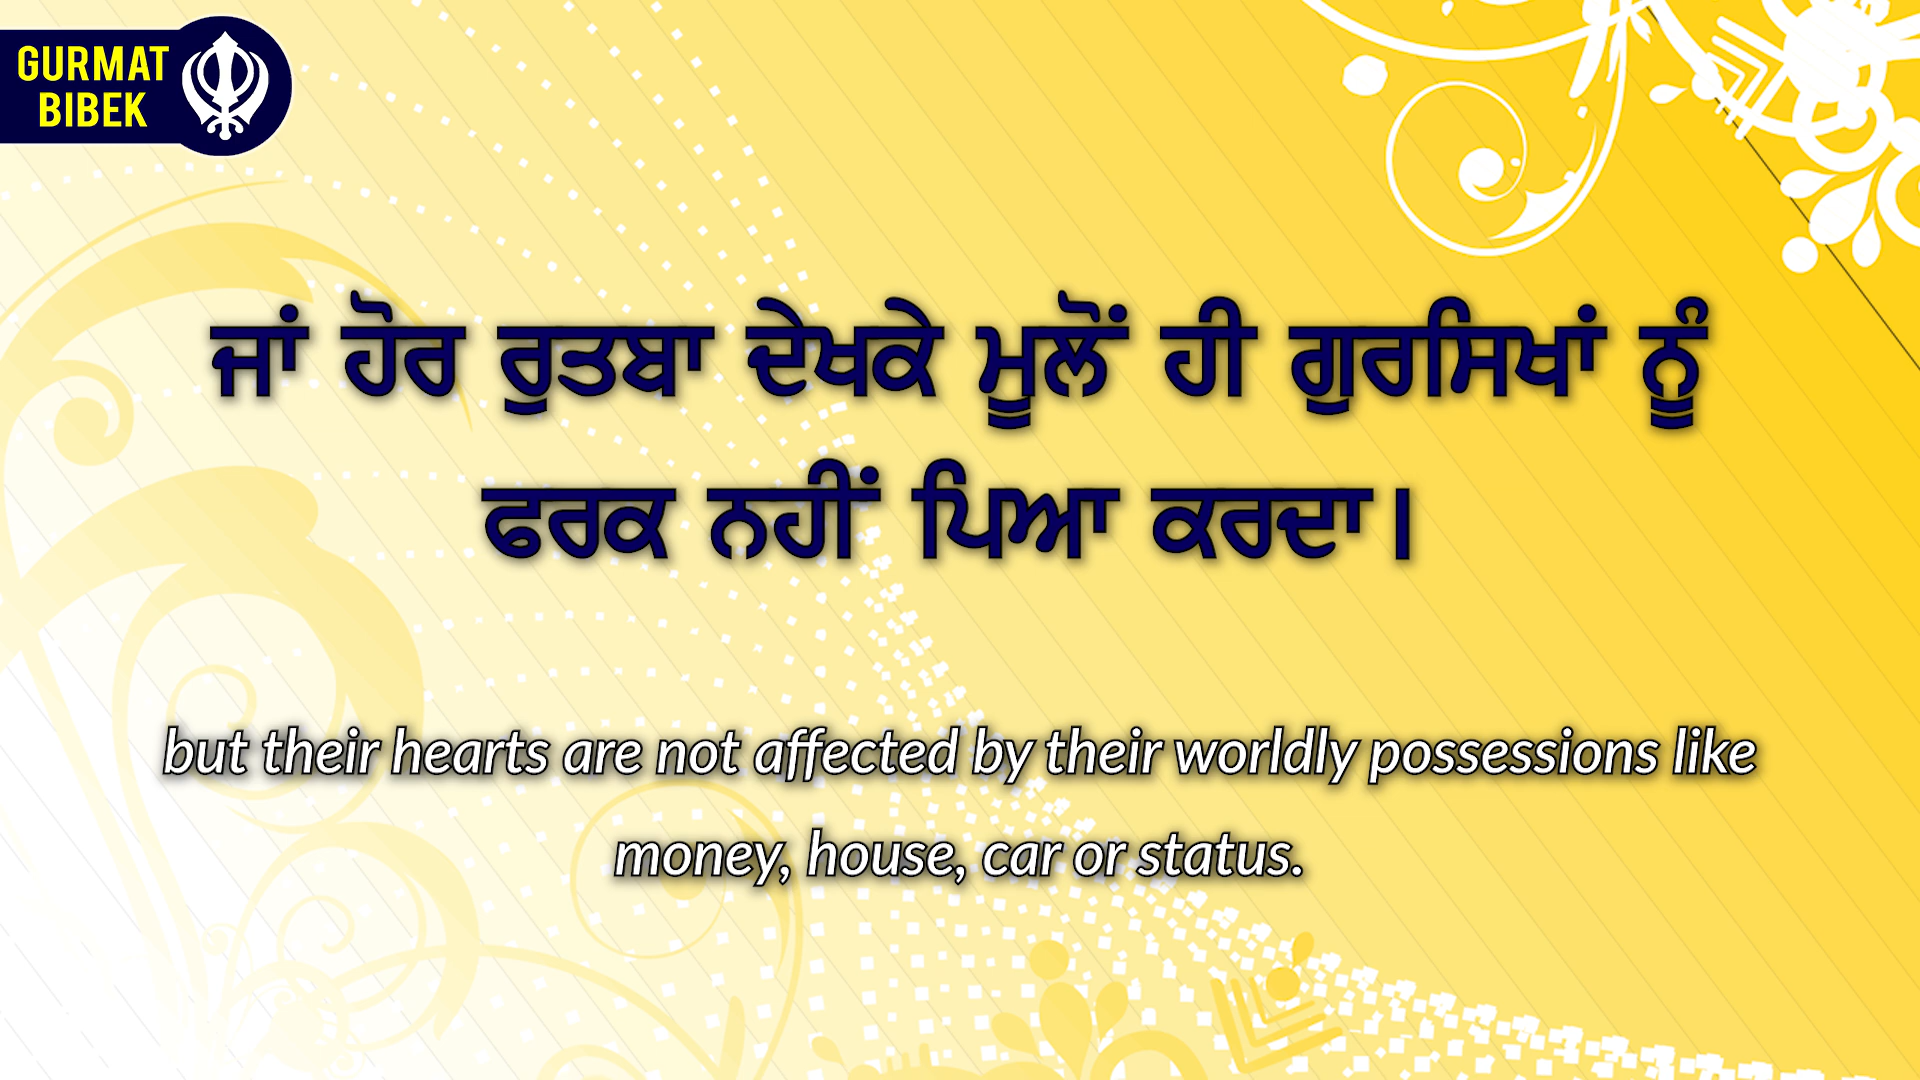 GURMAT
BIBEK
ਜਾਂ ਹੋਰ ਰੁਤਬਾ ਦੇਖਕੇ ਮੂਲੋਂ ਹੀ ਗੁਰਸਿਖਾਂ ਨੂੰ
ਫਰਕ ਨਹੀਂ ਪਿਆ ਕਰਦਾ।
but their hearts are not affected by their worldly possessions like
money, house, car or status.